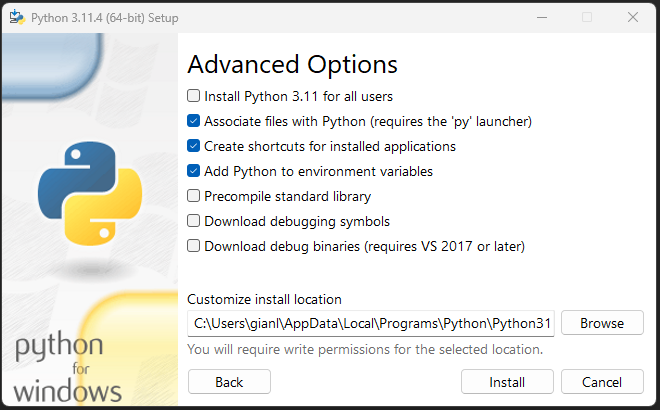 Python 3.11.4 (64-bit) Setup
Advanced Options
Install Python 3.11 for all users
Associate files with Python (requires the 'py' launcher)
Create shortcuts for installed applications
Add Python to environment variables
Precompile standard library
Download debugging symbols
Download debug binaries (requires VS 2017 or later)
Customize install location
C:\Users\gianl\AppData\Local\Programs\Python\Python31
Browse
You will require write permissions for the selected location.
python
for
windows
Back
Install
Cancel